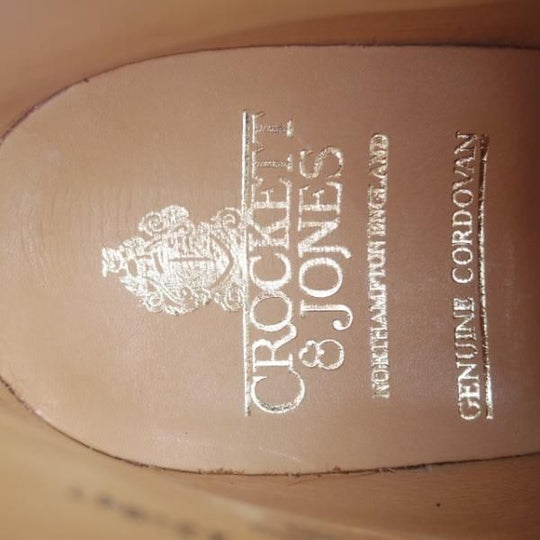 CROCKETT
& JONES
NORTHAMPTON ENGLAND
GENUINE CORDOVAN